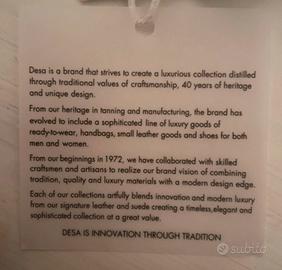 Desa is a brand that strives to create a luxurious collection distilled
through traditional values of craftsmanship, 40 years of heritage
and unique design.
From our heritage in tanning and manufacturing, the brand has
evolved to include a sophiticated line of luxury goods of
ready-to-wear, handbags, small leather goods and shoes for both
men and women.
From our beginnings in 1972, we have collaborated with skilled
craftsmen and artisans to realize our brand vision of combining
tradition, quality and luxury materials with a modern design edge.
Each of our collections artfully blends innovation and modern luxury
from our signature leather and suede creating a timeless,elegant and
sophisticated collection at a great value.
DESA IS INNOVATION THROUGH TRADITION
subito